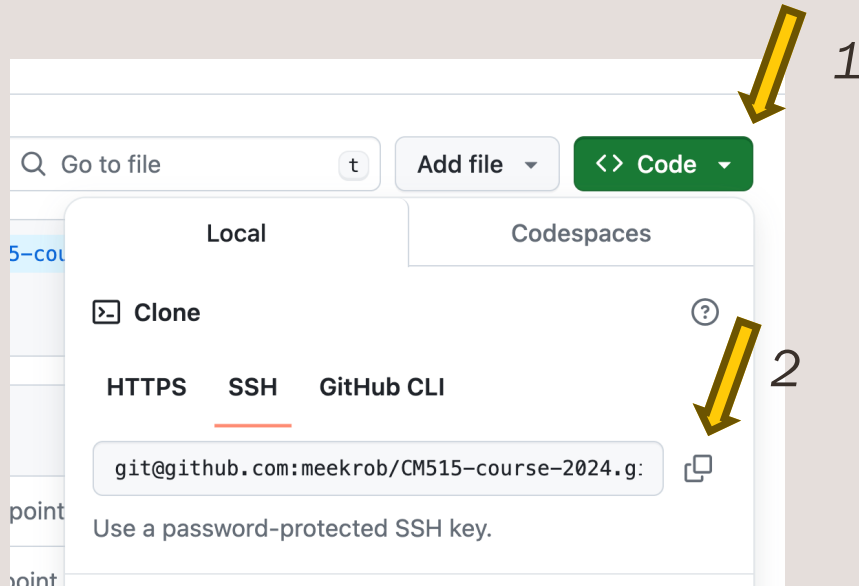 1
Go to file t Add file <> Code
Local Codespaces
5-cou
Clone
2
HTTPS SSH GitHub CLI
git@github.com:meekrob/CM515-course-2024.g
point
Use a password-protected SSH key.
point